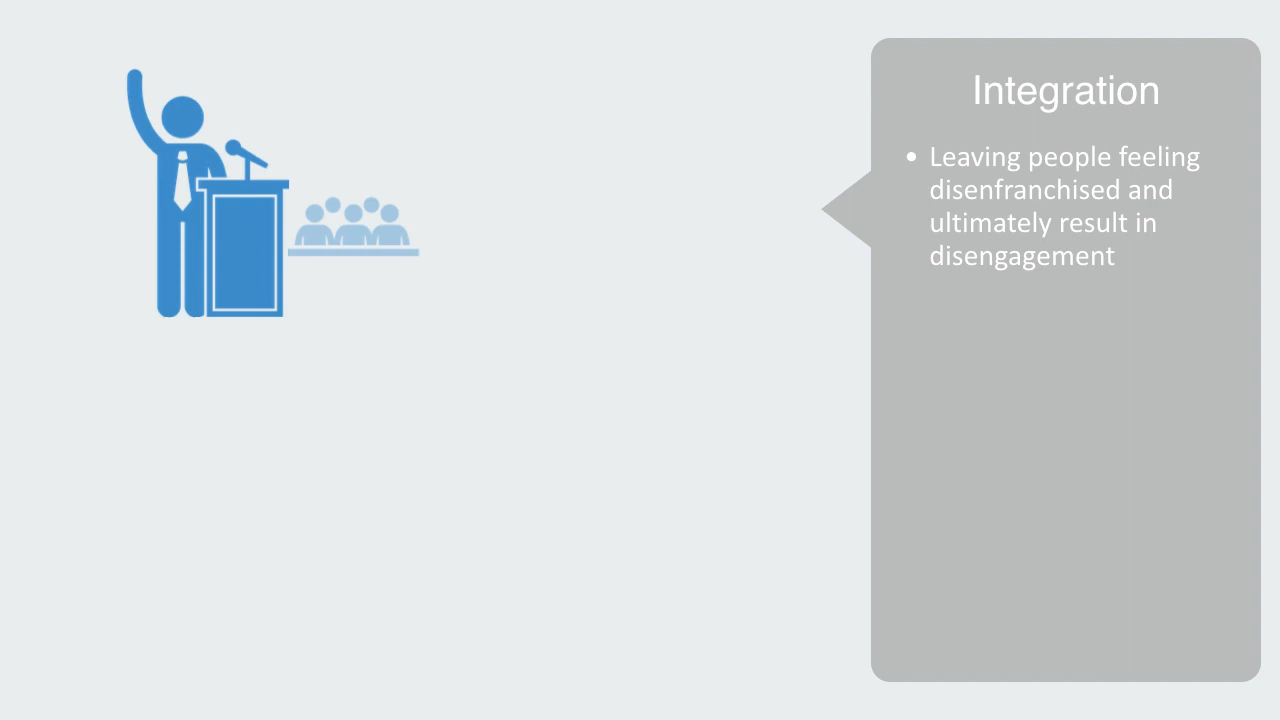 Integration
• Leaving people feeling
disenfranchised and
ultimately result in
disengagement